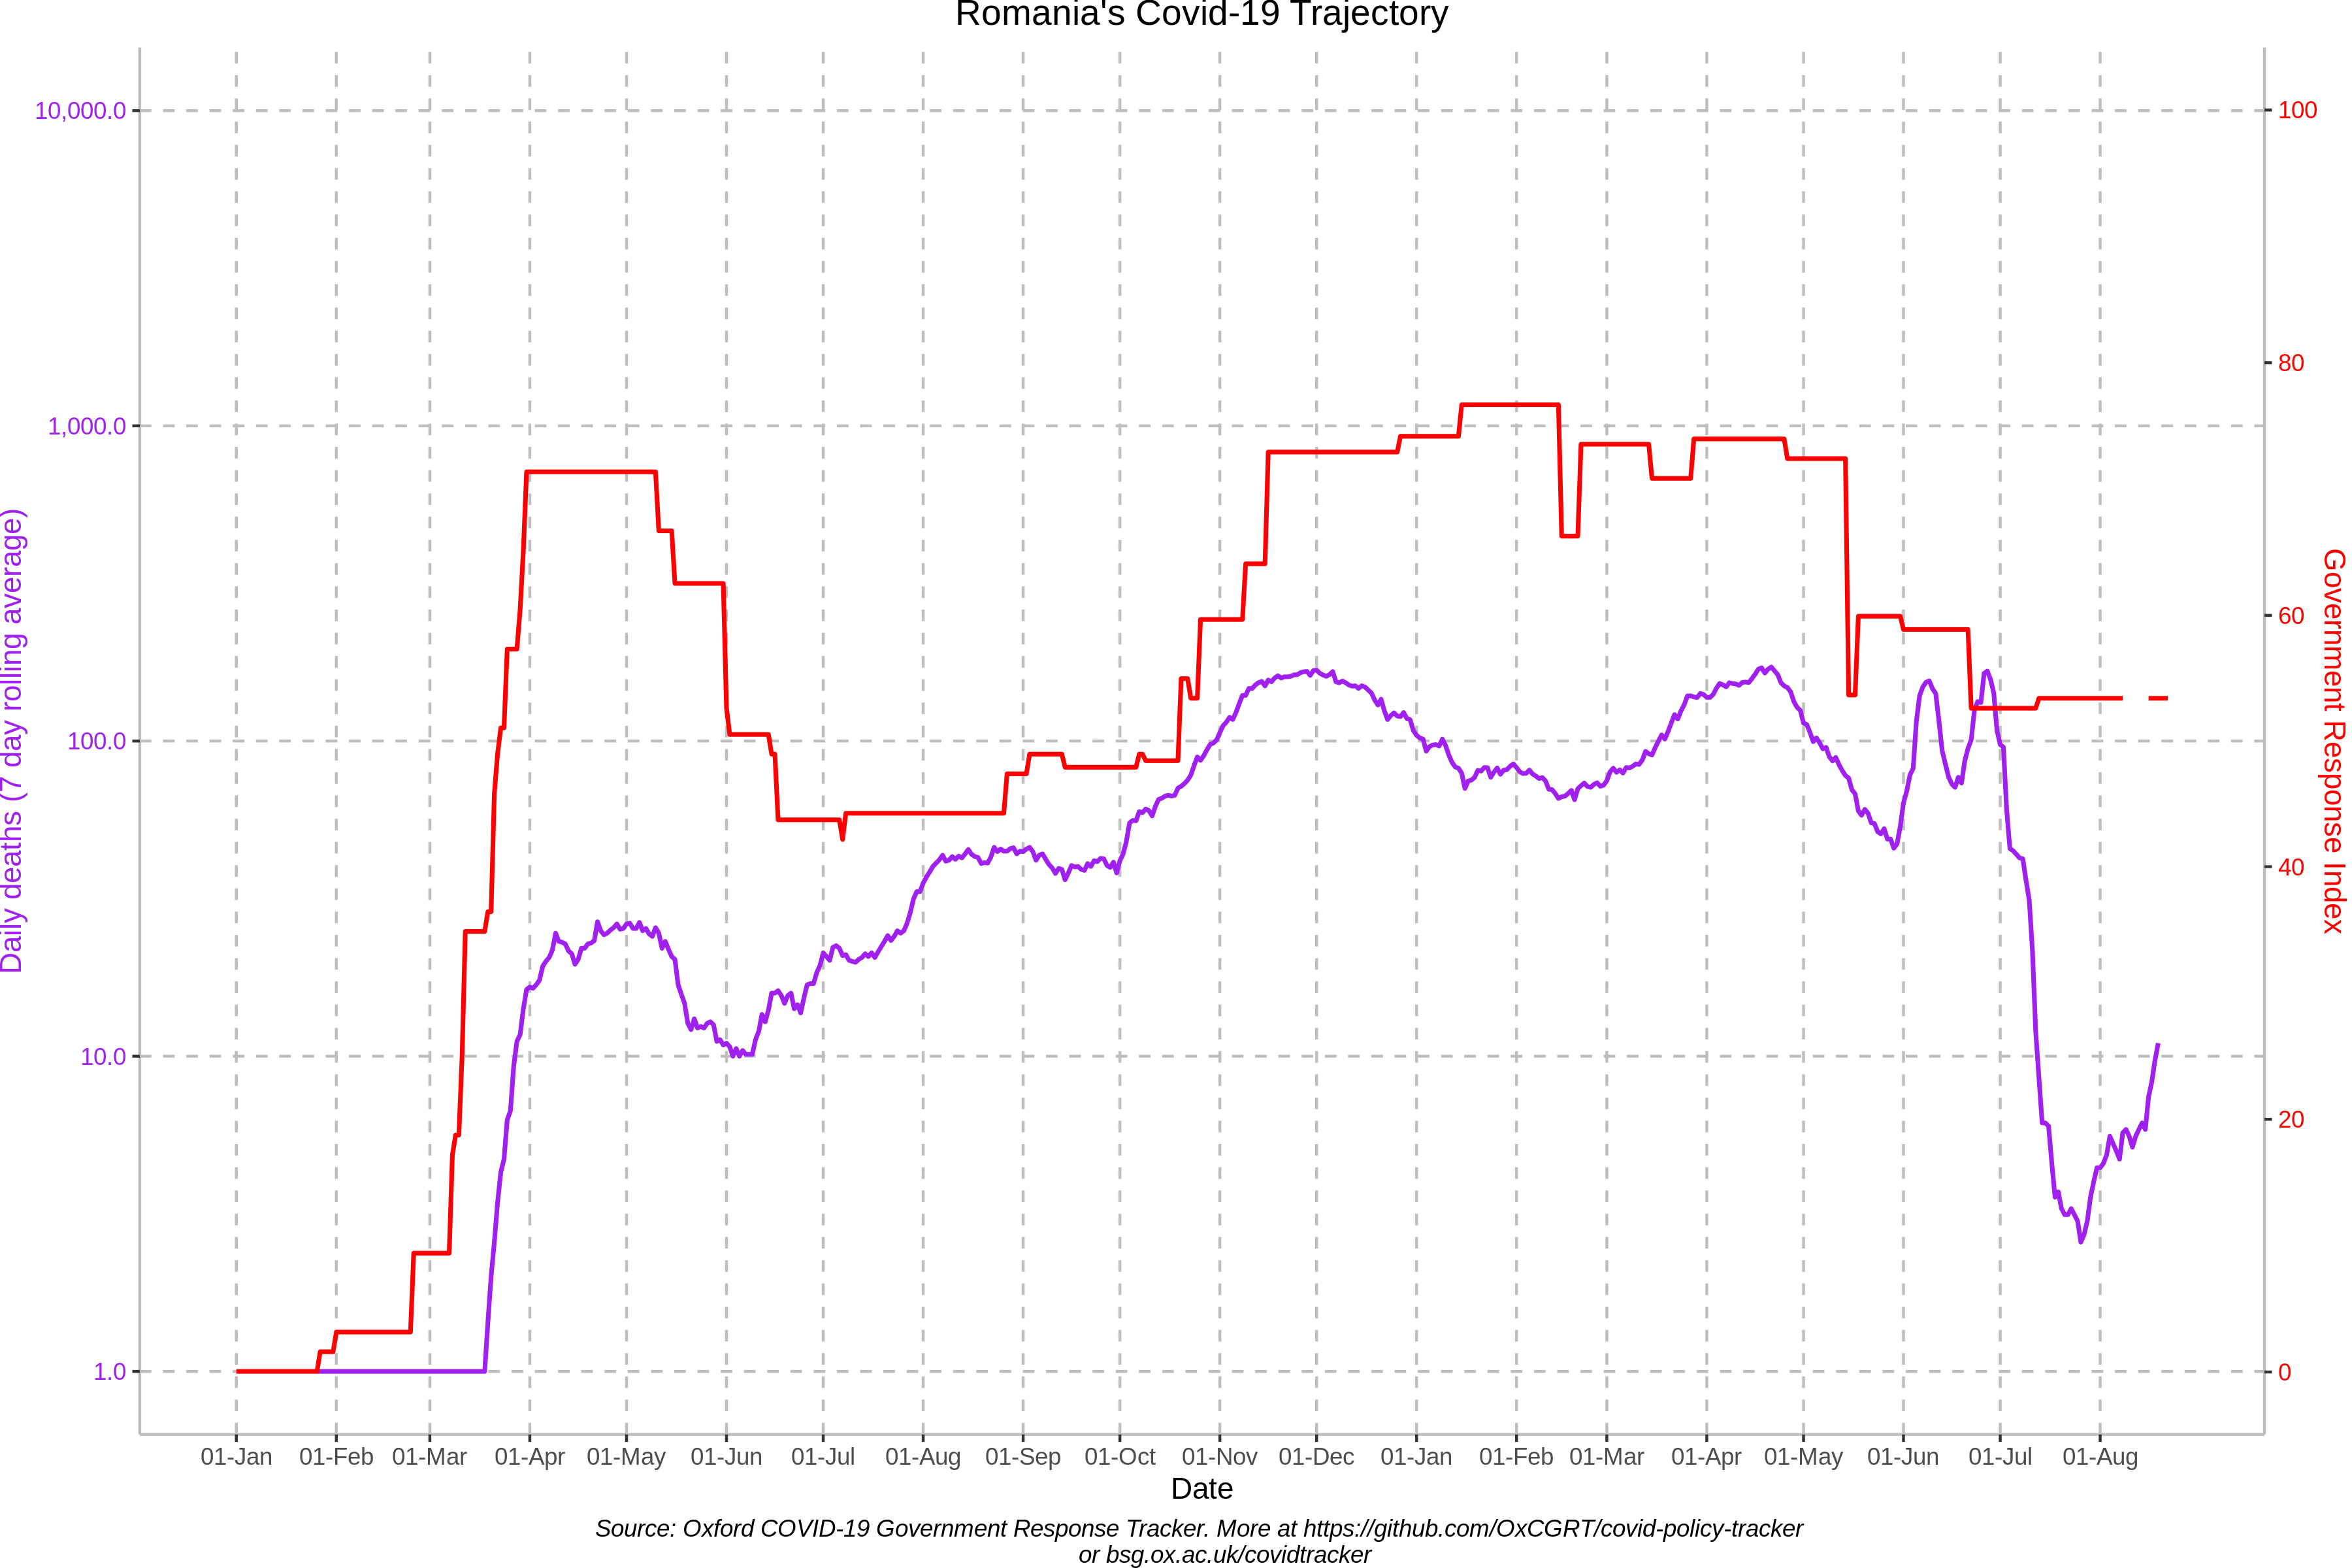 Romania's Covid-19 Trajectory
10,000.0
1,000.0
100.0
10.0
1.0
Daily deaths (7 day rolling average)
100
80
60
40
20
0
Government Response Index
01-Jan 01-Feb 01-Mar 01-Apr 01-May 01-Jun 01-Jul 01-Aug 01-Sep 01-Oct 01-Nov 01-Dec 01-Jan 01-Feb 01-Mar 01-Apr 01-May 01-Jun 01-Jul 01-Aug
Date
Source: Oxford COVID-19 Government Response Tracker. More at https://github.com/OxCGRT/covid-policy-tracker
or bsg.ox.ac.uk/covidtracker